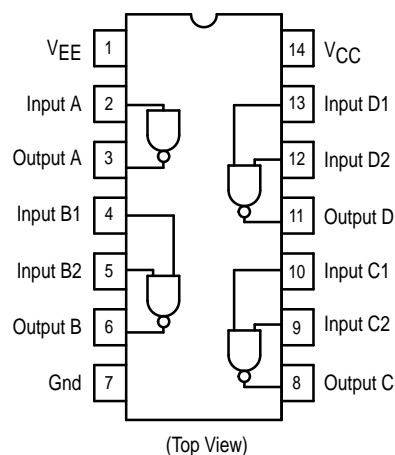 VEE 1 14 VCC
Input A 2 13 Input D1
Output A 3 12 Input D2
Input B1 4 11 Output D
Input B2 5 10 Input C1
Output B 6 9 Input C2
Gnd 7 8 Output C
(Top View)